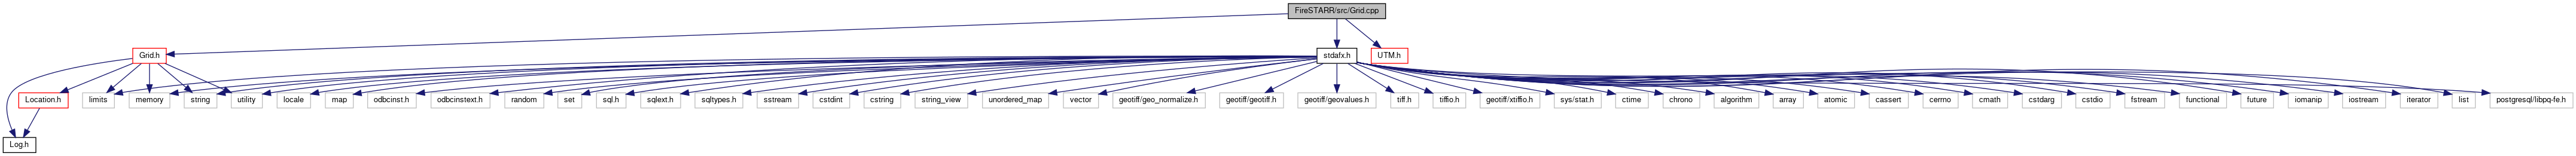 FireSTARR/src/Grid.cpp
Grid.h
stdafx.h
UTM.h
Location.h
limits
memory
string
utility
locale
map
odbcinst.h
odbcinstext.h
random
set
sql.h
sqlext.h
sqltypes.h
sstream
cstdint
cstring
string_view
unordered_map
vector
geotiff/geo_normalize.h
geotiff/geotiff.h
geotiff/geovalues.h
tiff.h
tiffio.h
geotiff/xtiffio.h
sys/stat.h
ctime
chrono
algorithm
array
atomic
cassert
cerrno
cmath
cstdarg
cstdio
fstream
functional
future
iomanip
iostream
iterator
list
postgresql/libpq-fe.h
Log.h